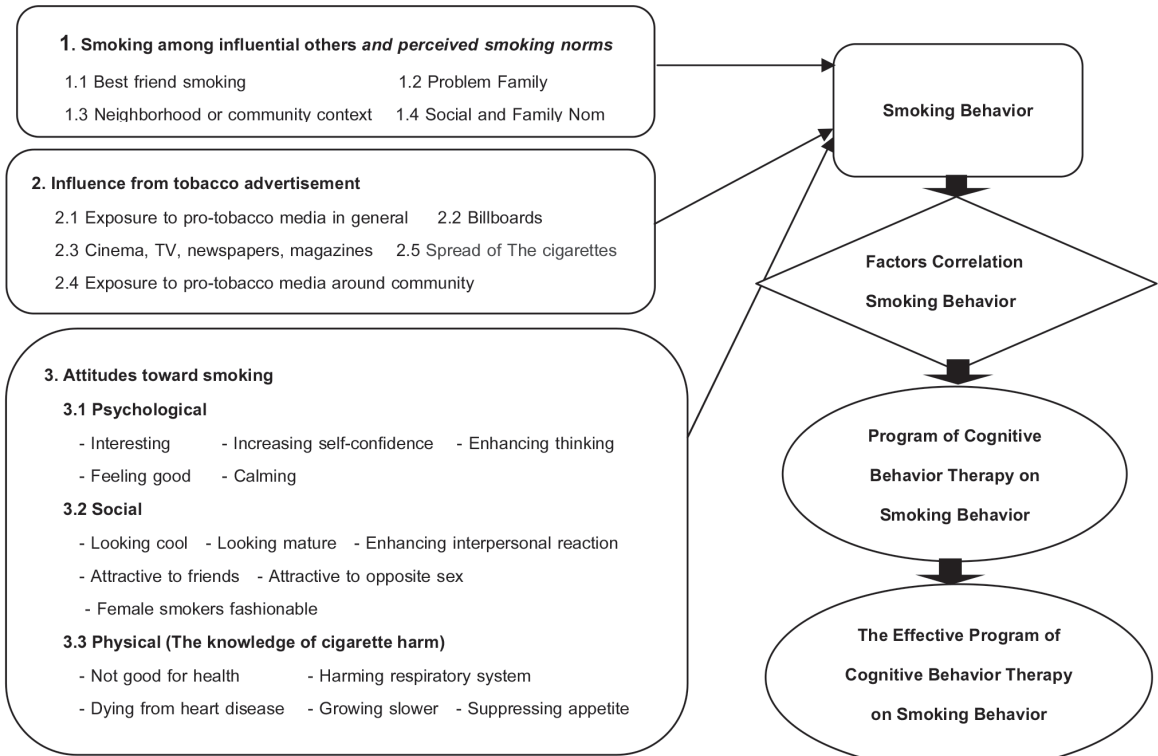 1. Smoking among influential others and perceived smoking norms
1.1 Best friend smoking 1.2 Problem Family
1.3 Neighborhood or community context 1.4 Social and Family Nom
2. Influence from tobacco advertisement
2.1 Exposure to pro-tobacco media in general 2.2 Billboards
2.3 Cinema, TV, newspapers, magazines 2.5 Spread of The cigarettes
2.4 Exposure to pro-tobacco media around community
3. Attitudes toward smoking
3.1 Psychological
- Interesting - Increasing self-confidence - Enhancing thinking
- Feeling good - Calming
3.2 Social
- Looking cool - Looking mature - Enhancing interpersonal reaction
- Attractive to friends - Attractive to opposite sex
- Female smokers fashionable
3.3 Physical (The knowledge of cigarette harm)
- Not good for health - Harming respiratory system
- Dying from heart disease - Growing slower - Suppressing appetite
Smoking Behavior
Factors Correlation
Smoking Behavior
Program of Cognitive
Behavior Therapy on
Smoking Behavior
The Effective Program of
Cognitive Behavior Therapy
on Smoking Behavior